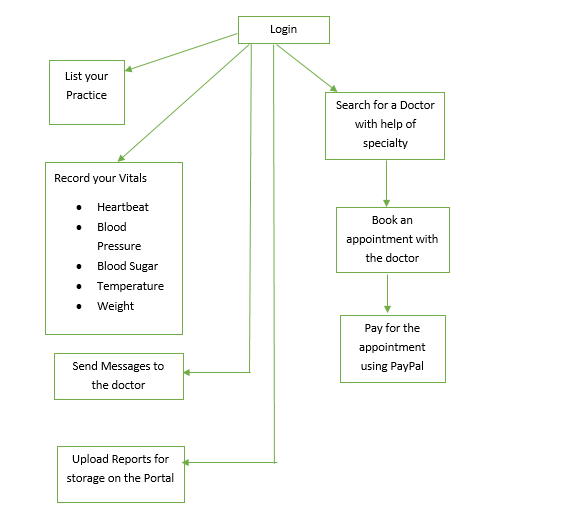 Login
List your
Practice
Search for a Doctor
with help of
specialty
Record your Vitals
• Heartbeat
• Blood
Pressure
• Blood Sugar
• Temperature
• Weight
Book an
appointment with
the doctor
Pay for the
appointment
using PayPal
Send Messages to
the doctor
Upload Reports for
storage on the Portal